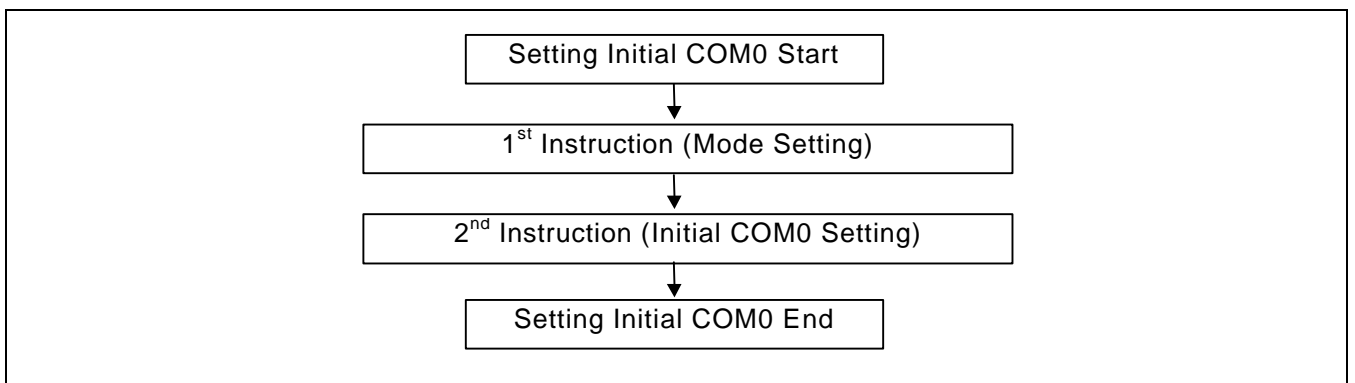 Setting Initial COM0 Start
1st Instruction (Mode Setting)
2nd Instruction (Initial COM0 Setting)
Setting Initial COM0 End